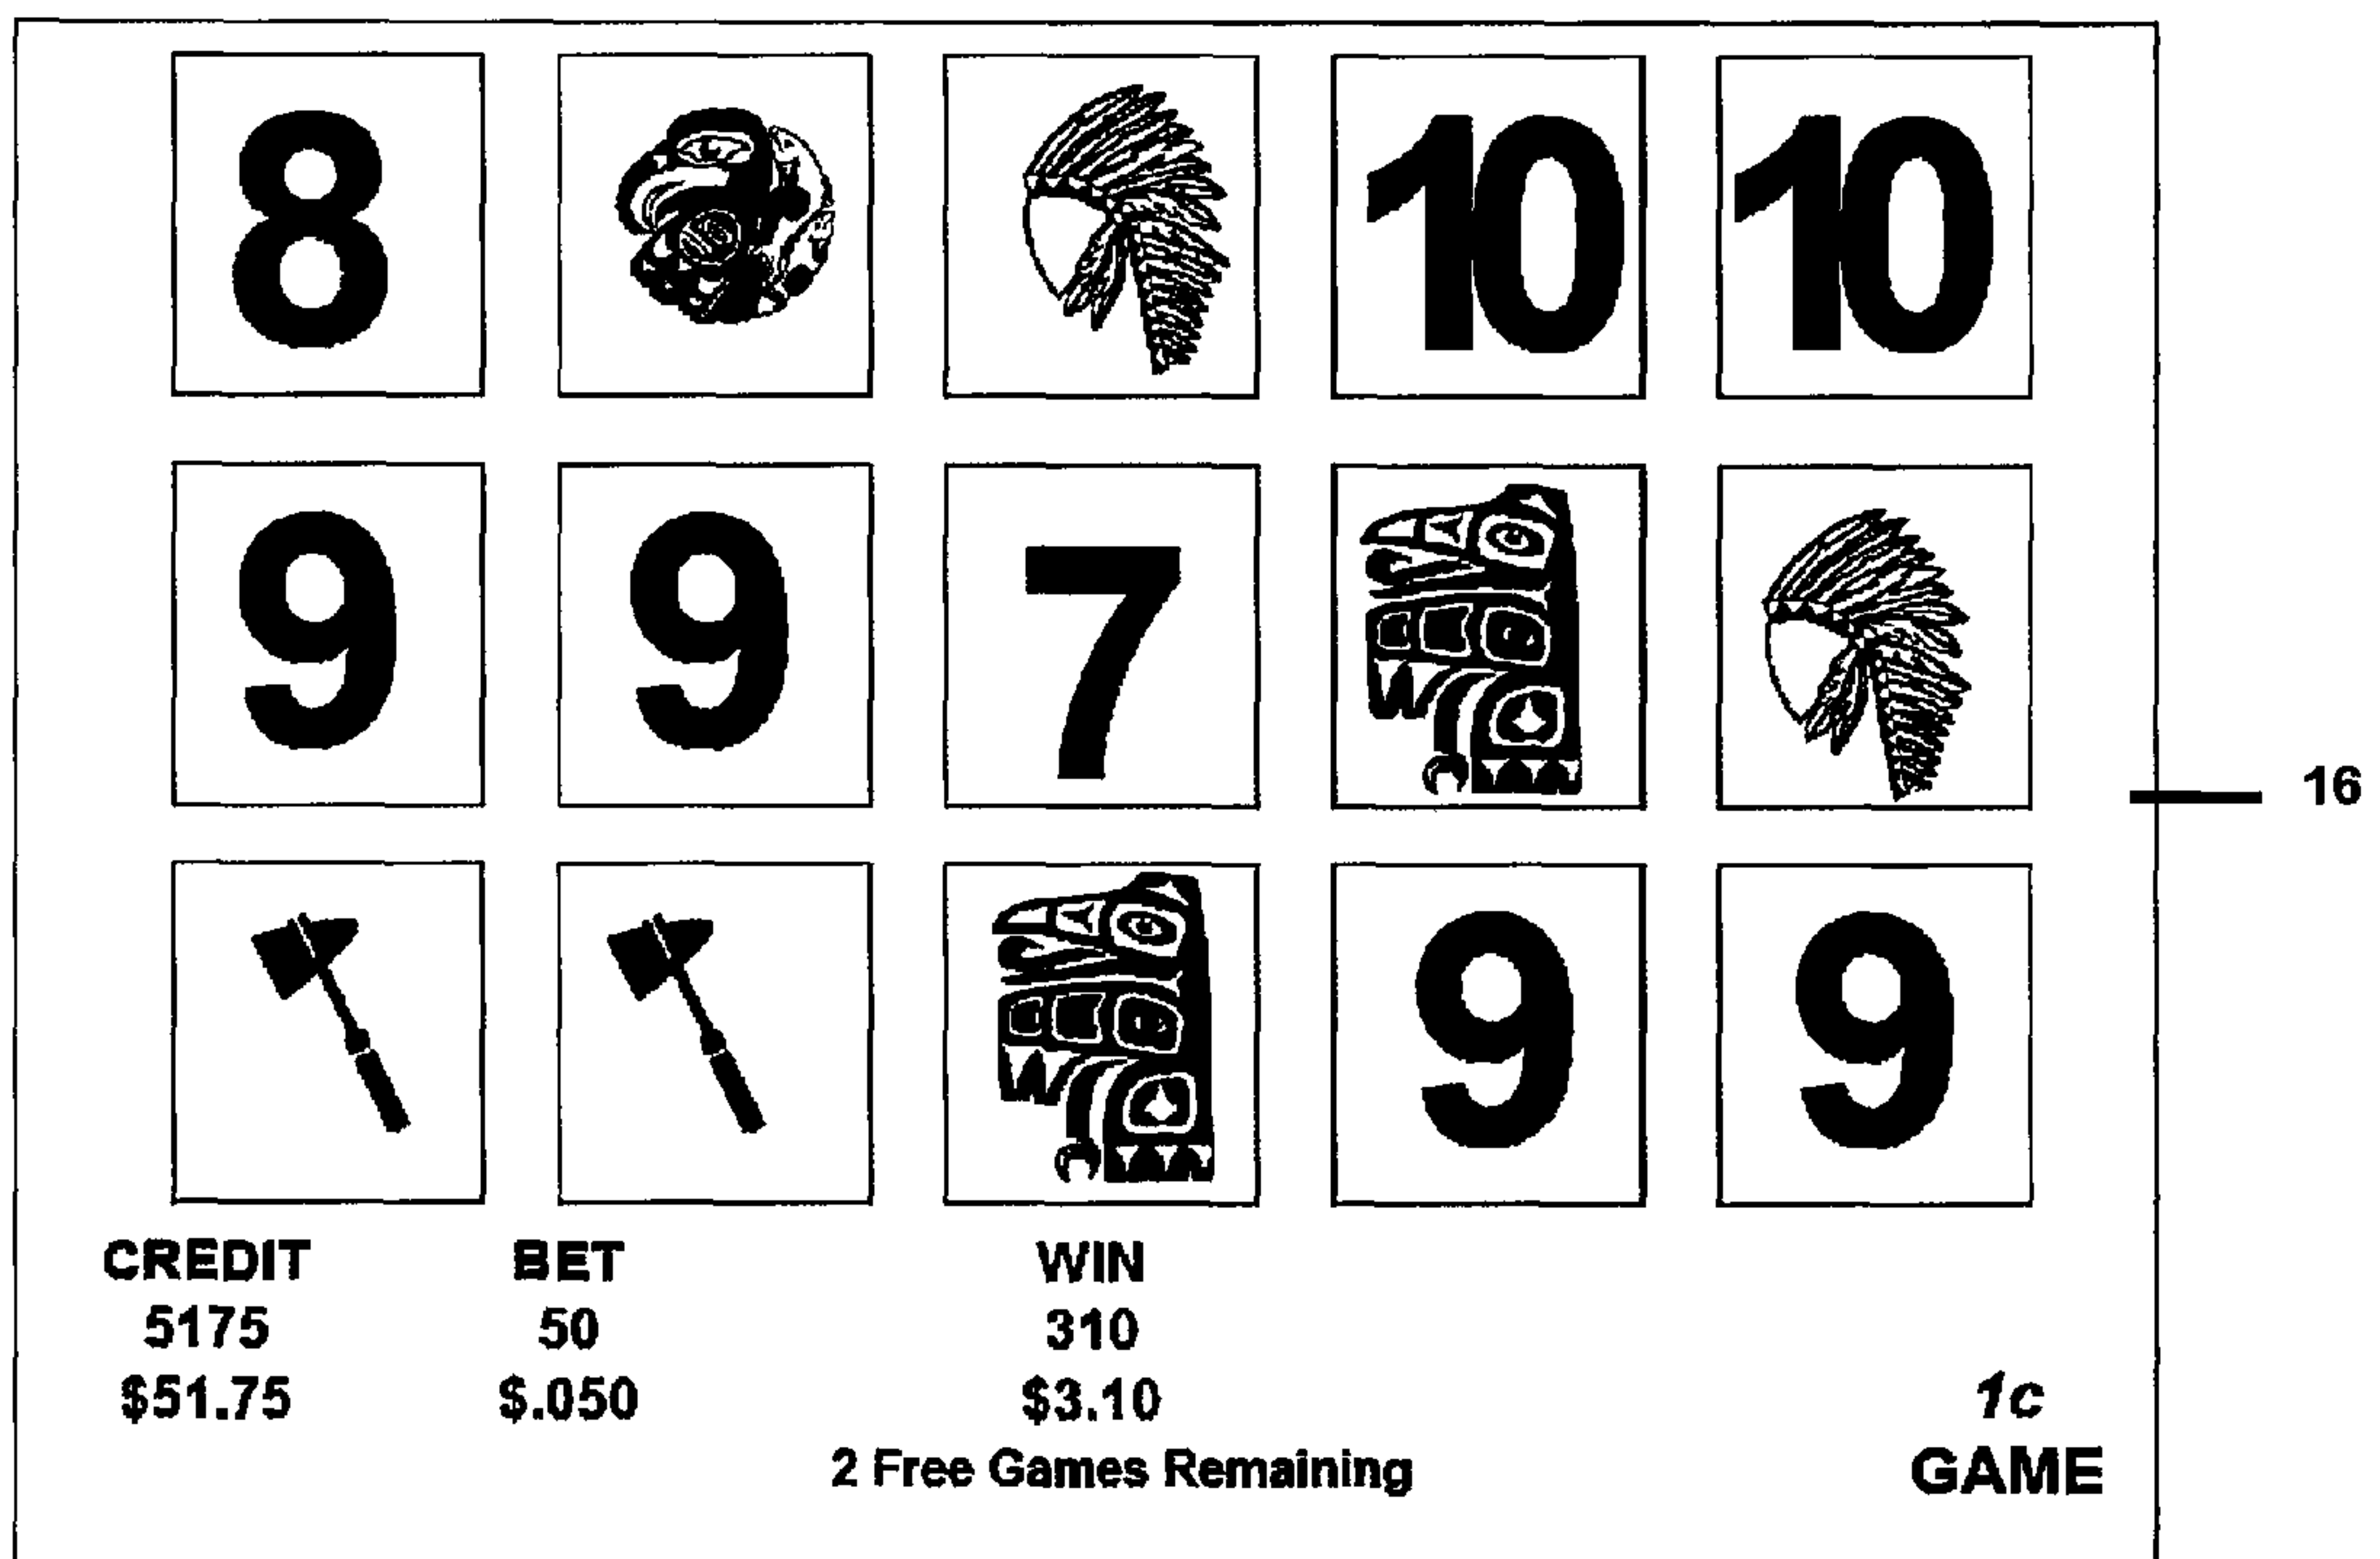 8 10 10
9 9 7
16
9 9
CREDIT BET WIN
5175 50 310
$51.75 $.050 $3.10
1c
2 Free Games Remaining
GAME